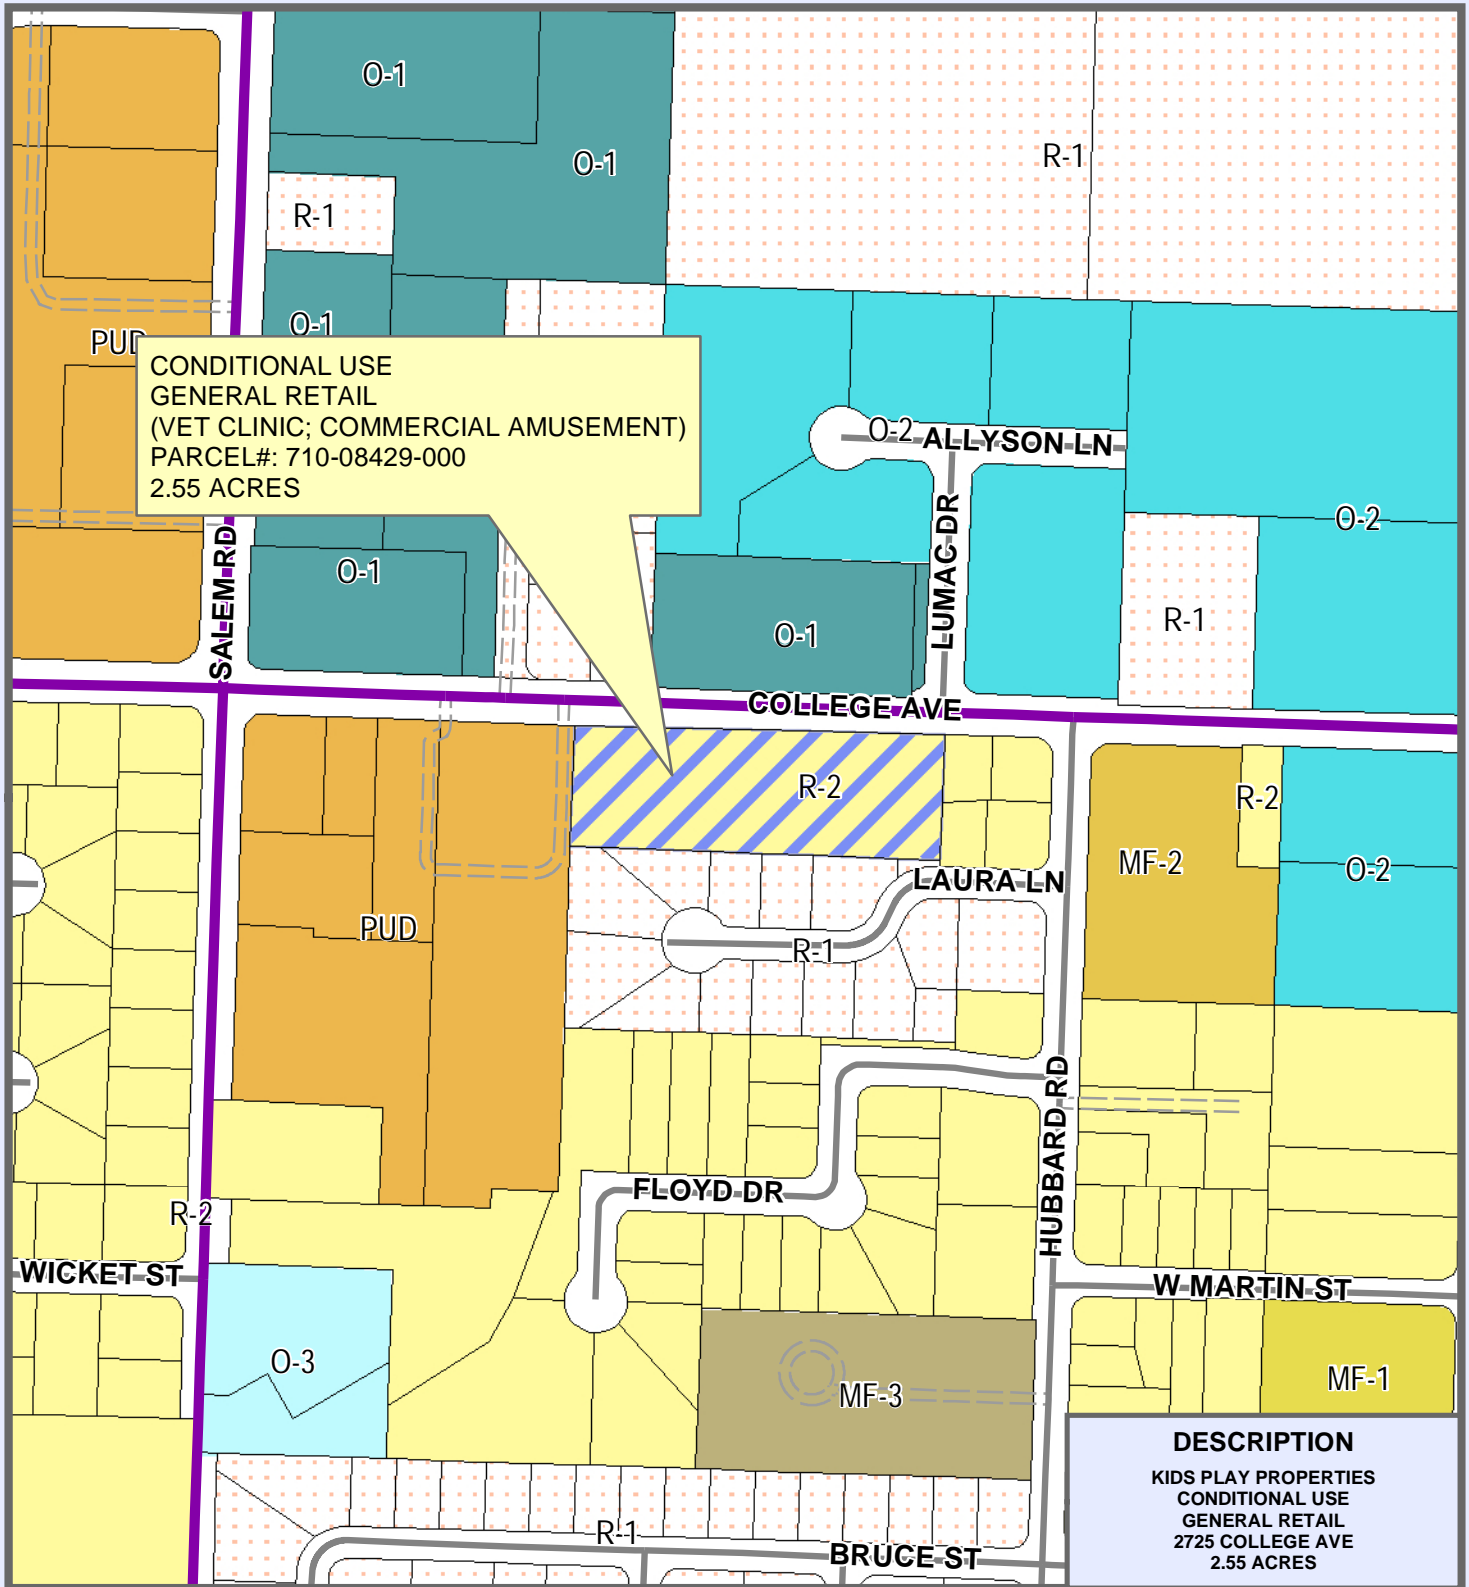 O-1
O-1
R-1
R-1
O-1
PUD
CONDITIONAL USE
GENERAL RETAIL
(VET CLINIC; COMMERCIAL AMUSEMENT)
PARCEL#: 710-08429-000
2.55 ACRES
O-2
ALLYSON LN
O-2
SALEM RD
O-1
LUMAC DR
O-1
R-1
COLLEGE AVE
R-2
R-2
MF-2
O-2
LAURA LN
PUD
R-1
HUBBARD RD
FLOYD DR
R-2
WICKET ST
W MARTIN ST
O-3
MF-3
MF-1
R-1
BRUCE ST
DESCRIPTION
KIDS PLAY PROPERTIES
CONDITIONAL USE
GENERAL RETAIL
2725 COLLEGE AVE
2.55 ACRES